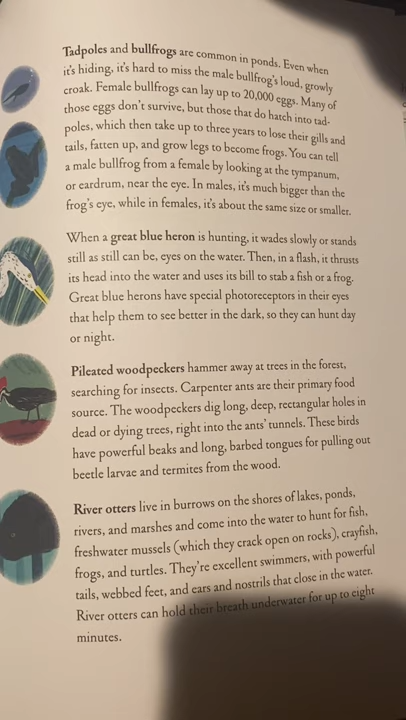 Tadpoles and bullfrogs are common in ponds. Even when
it's hiding, it's hard to miss the male bullfrog's loud, growly
croak. Female bullfrogs can lay up to 20,000 eggs. Many of
those eggs don't survive, but those that do hatch into tad-
poles, which then take up to three years to lose their gills and
tails, fatten up, and grow legs to become frogs. You can tell
a male bullfrog from a female by looking at the tympanum,
or eardrum, near the eye. In males, it's much bigger than the
frog's eye, while in females, it's about the same size or smaller.
When a great blue heron is hunting, it wades slowly or stands
still as still can be, eyes on the water. Then, in a flash, it thrusts
its head into the water and uses its bill to stab a fish or a frog.
Great blue herons have special photoreceptors in their eyes
that help them to see better in the dark, so they can hunt day
or night.
Pileated woodpeckers hammer away at trees in the forest,
searching for insects. Carpenter ants are their primary food
source. The woodpeckers dig long, deep, rectangular holes in
dead or dying trees, right into the ants' tunnels. These birds
have powerful beaks and long, barbed tongues for pulling out
beetle larvae and termites from the wood.
River otters live in burrows on the shores of lakes, ponds,
rivers, and marshes and come into the water to hunt for fish,
freshwater mussels (which they crack open on rocks), crayfish,
frogs, and turtles. They're excellent swimmers, with powerful
tails, webbed feet, and ears and nostrils that close in the water.
River otters can hold their breath underwater for up to eight
minutes.